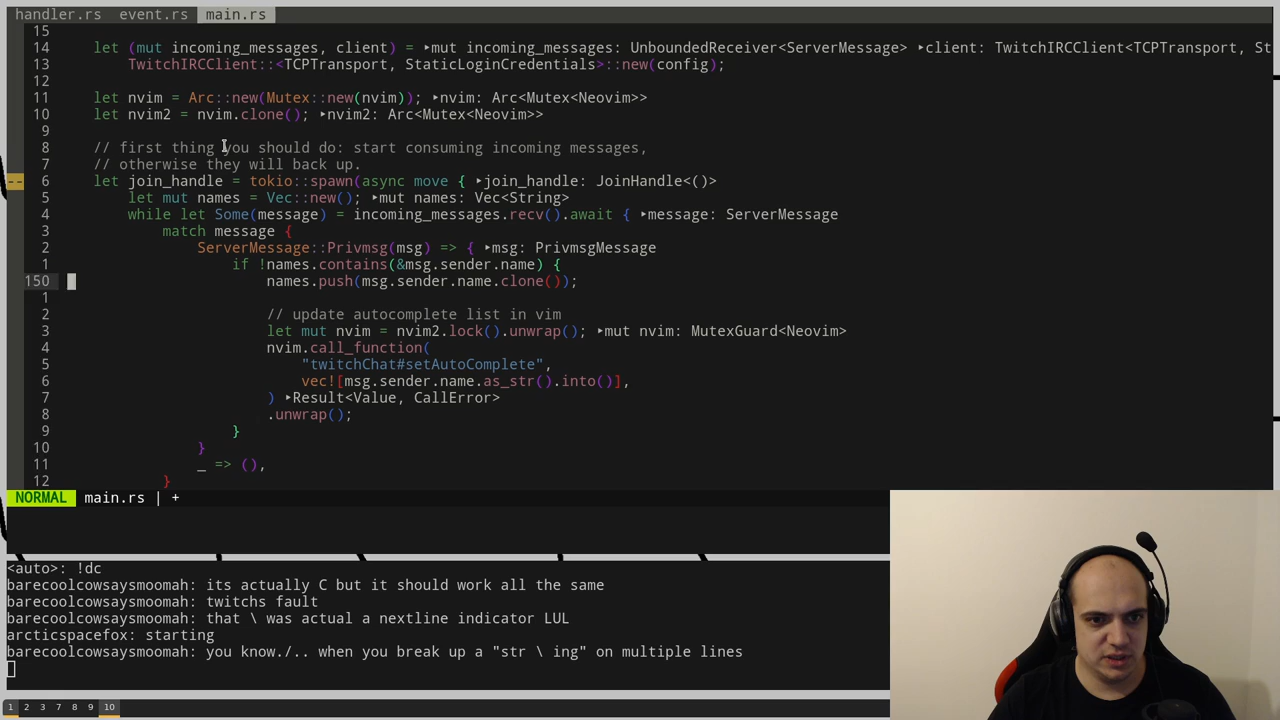 handler.rs event.rs main.rs
15
14 let (mut incoming_messages, client) = ‣mut incoming_messages: UnboundedReceiver<ServerMessage> ‣client: TwitchIRCClient<TCPTransport, St
13 TwitchIRCClient::<TCPTransport, StaticLoginCredentials>::new(config);
12
11 let nvim = Arc::new(Mutex::new(nvim)); ‣nvim: Arc<Mutex<Neovim>>
10 let nvim2 = nvim.clone(); ‣nvim2: Arc<Mutex<Neovim>>
9
8 // first thing you should do: start consuming incoming messages,
7 // otherwise they will back up.
-- 6 let join_handle = tokio::spawn(async move { ‣join_handle: JoinHandle<()>
5 let mut names = Vec::new(); ‣mut names: Vec<String>
4 while let Some(message) = incoming_messages.recv().await { ‣message: ServerMessage
3 match message {
2 ServerMessage::Privmsg(msg) => { ‣msg: PrivmsgMessage
1 if !names.contains(&msg.sender.name) {
150 names.push(msg.sender.name.clone());
1
2 // update autocomplete list in vim
3 let mut nvim = nvim2.lock().unwrap(); ‣mut nvim: MutexGuard<Neovim>
4 nvim.call_function(
5 "twitchChat#setAutoComplete",
6 vec![msg.sender.name.as_str().into()],
7 ) ‣Result<Value, CallError>
8 .unwrap();
9 }
10 }
11 _ => (),
12 }
NORMAL main.rs | +
<auto>: !dc
barecoolcowsaysmoomah: its actually C but it should work all the same
barecoolcowsaysmoomah: twitchs fault
barecoolcowsaysmoomah: that \ was actual a nextline indicator LUL
arcticspacefox: starting
barecoolcowsaysmoomah: you know./.. when you break up a "str \ ing" on multiple lines
1 2 3 7 8 9 10